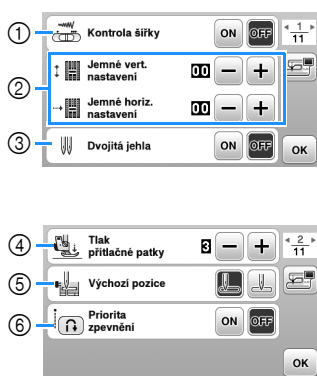 ① Kontrola šířky ON OFF 1
11
② Jemné vert.
nastavení 00 − +
Jemné horiz.
nastavení 00 − +
③ Dvojitá jehla ON OFF OK
④ Tlak
přítlačné patky 3 − + 2
11
⑤ Výchozí pozice
⑥ Priorita
zpevnění ON OFF
OK